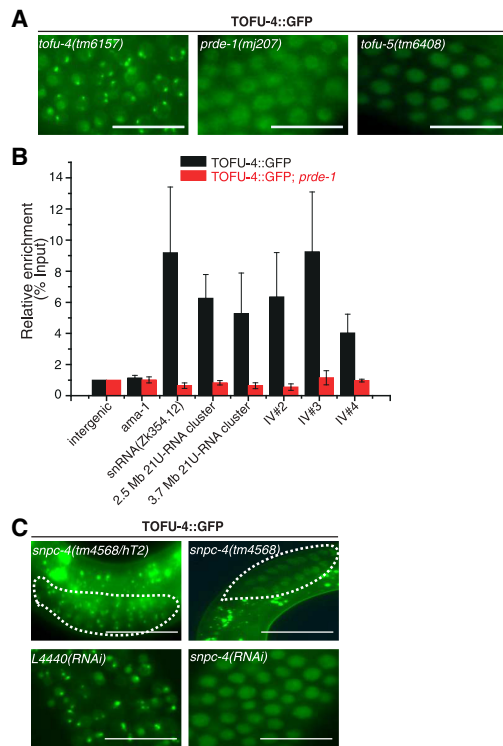 A
TOFU-4::GFP
tofu-4(tm6157)
prde-1(mj207)
tofu-5(tm6408)
B
TOFU-4::GFP
TOFU-4::GFP; prde-1
Relative enrichment
(% Input)
14
12
10
8
6
4
2
1
0
intergenic
ama-1
snRNA(Zk354.12)
2.5 Mb 21U-RNA cluster
3.7 Mb 21U-RNA cluster
IV#2
IV#3
IV#4
C
TOFU-4::GFP
snpc-4(tm4568/hT2)
snpc-4(tm4568)
L4440(RNAi)
snpc-4(RNAi)